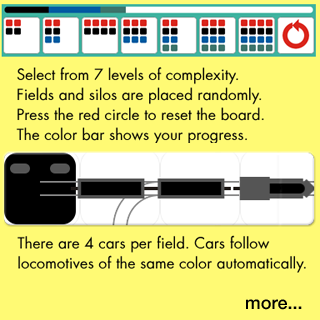 Select from 7 levels of complexity.
Fields and silos are placed randomly.
Press the red circle to reset the board.
The color bar shows your progress.
There are 4 cars per field. Cars follow
locomotives of the same color automatically.
more...